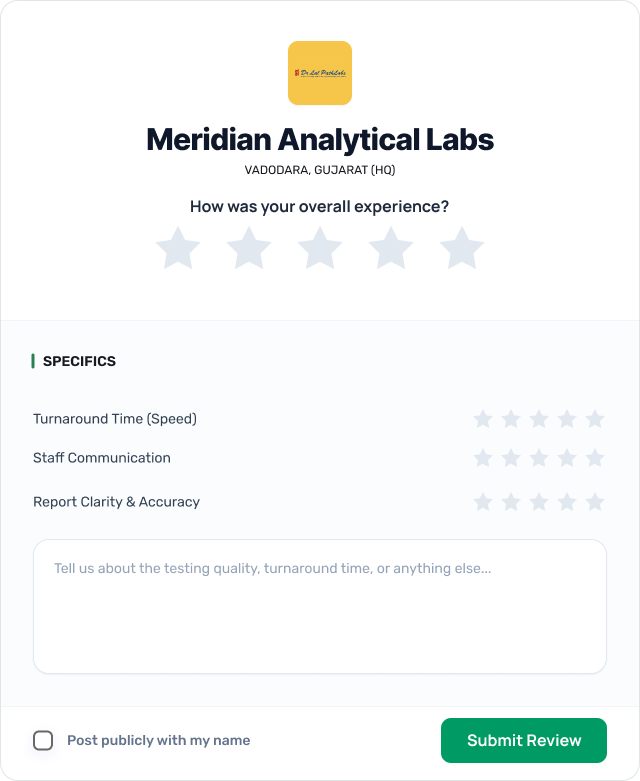 Dr.Lal PathLabs
Meridian Analytical Labs
VADODARA, GUJARAT (HQ)
How was your overall experience?
SPECIFICS
Turnaround Time (Speed)
Staff Communication
Report Clarity & Accuracy
Tell us about the testing quality, turnaround time, or anything else...
Post publicly with my name
Submit Review